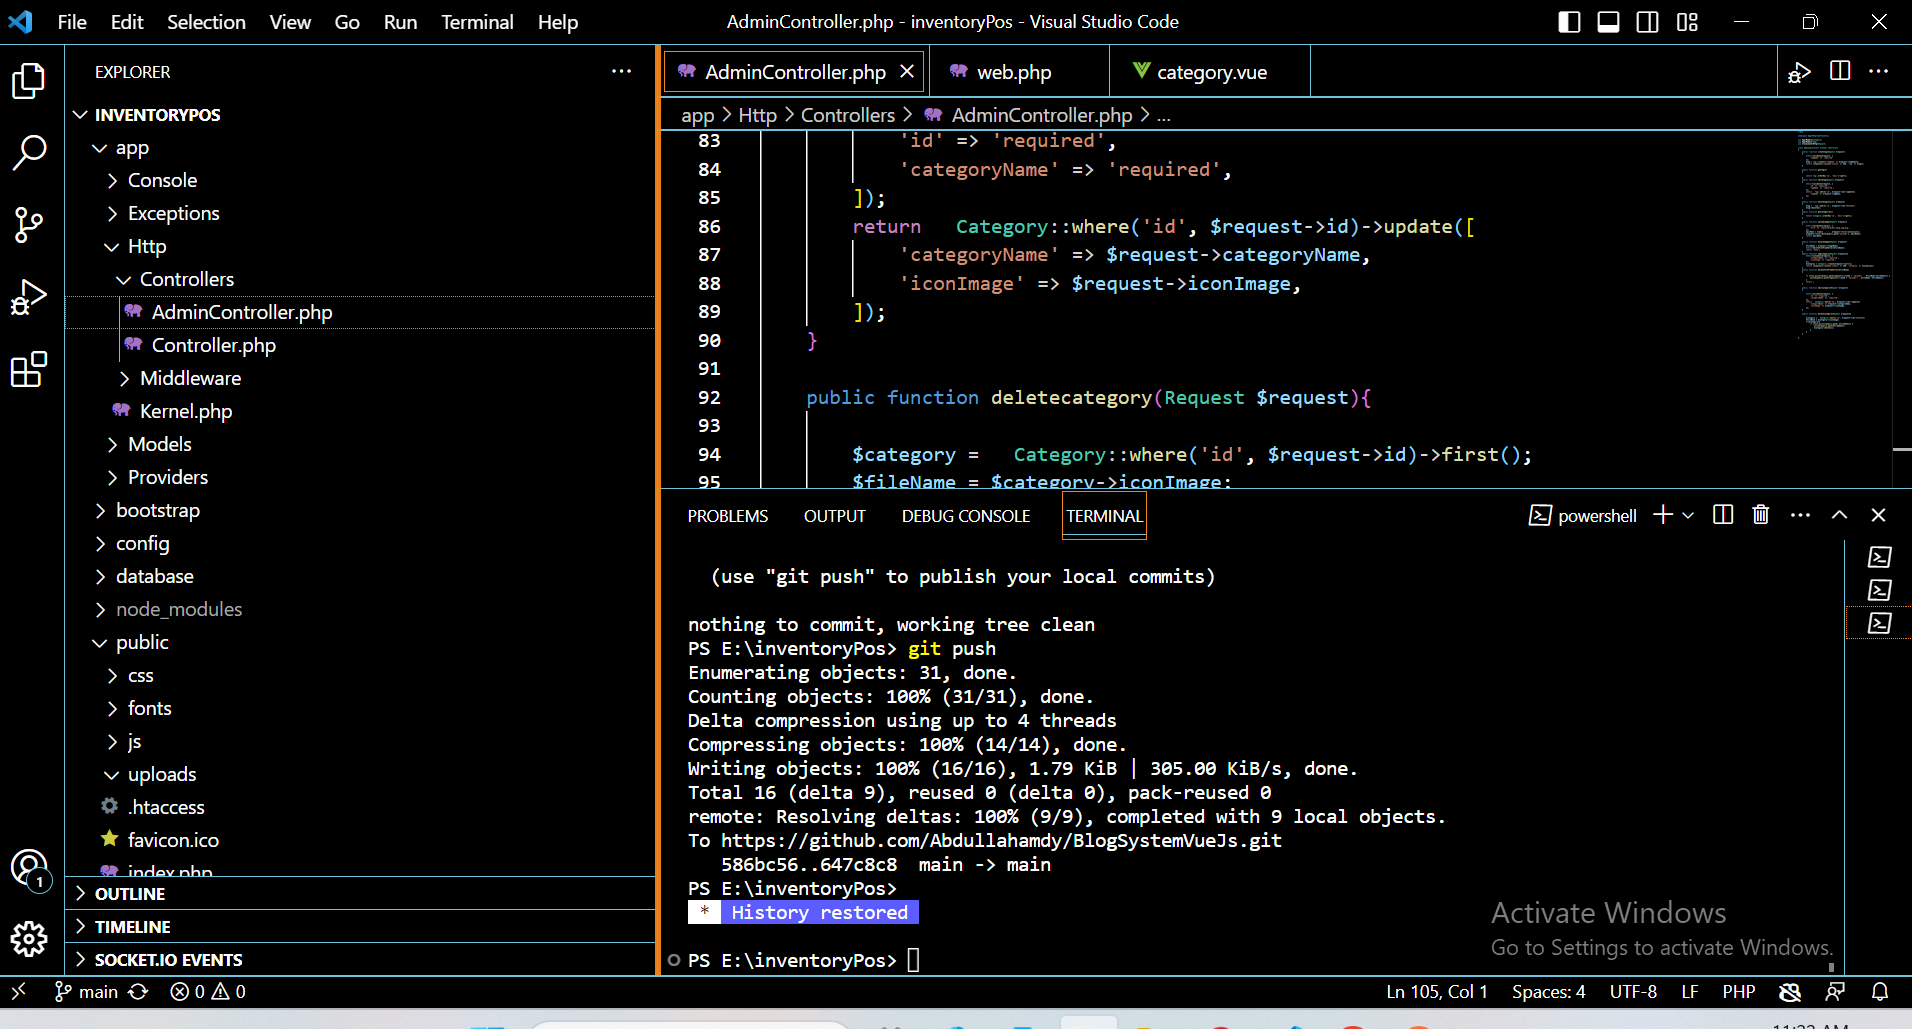 File Edit Selection View Go Run Terminal Help
AdminController.php - inventoryPos - Visual Studio Code
EXPLORER
INVENTORYPOS
app
Console
Exceptions
Http
Controllers
AdminController.php
Controller.php
Middleware
Kernel.php
Models
Providers
bootstrap
config
database
node_modules
public
css
fonts
js
uploads
.htaccess
favicon.ico
index.php
OUTLINE
TIMELINE
SOCKET.IO EVENTS
1
AdminController.php web.php category.vue
app > Http > Controllers > AdminController.php > ...
83 'id' => 'required',
84 'categoryName' => 'required',
85 ]);
86 return Category::where('id', $request->id)->update([
87 'categoryName' => $request->categoryName,
88 'iconImage' => $request->iconImage,
89 ]);
90 }
91
92 public function deletecategory(Request $request){
93
94 $category = Category::where('id', $request->id)->first();
95 $fileName = $category->iconImage;
PROBLEMS OUTPUT DEBUG CONSOLE TERMINAL
powershell
(use "git push" to publish your local commits)
nothing to commit, working tree clean
PS E:\inventoryPos> git push
Enumerating objects: 31, done.
Counting objects: 100% (31/31), done.
Delta compression using up to 4 threads
Compressing objects: 100% (14/14), done.
Writing objects: 100% (16/16), 1.79 KiB | 305.00 KiB/s, done.
Total 16 (delta 9), reused 0 (delta 0), pack-reused 0
remote: Resolving deltas: 100% (9/9), completed with 9 local objects.
To https://github.com/Abdullahamdy/BlogSystemVueJs.git
586bc56..647c8c8 main -> main
PS E:\inventoryPos>
* History restored
PS E:\inventoryPos>
Activate Windows
Go to Settings to activate Windows.
main 0 0
Ln 105, Col 1 Spaces: 4 UTF-8 LF PHP